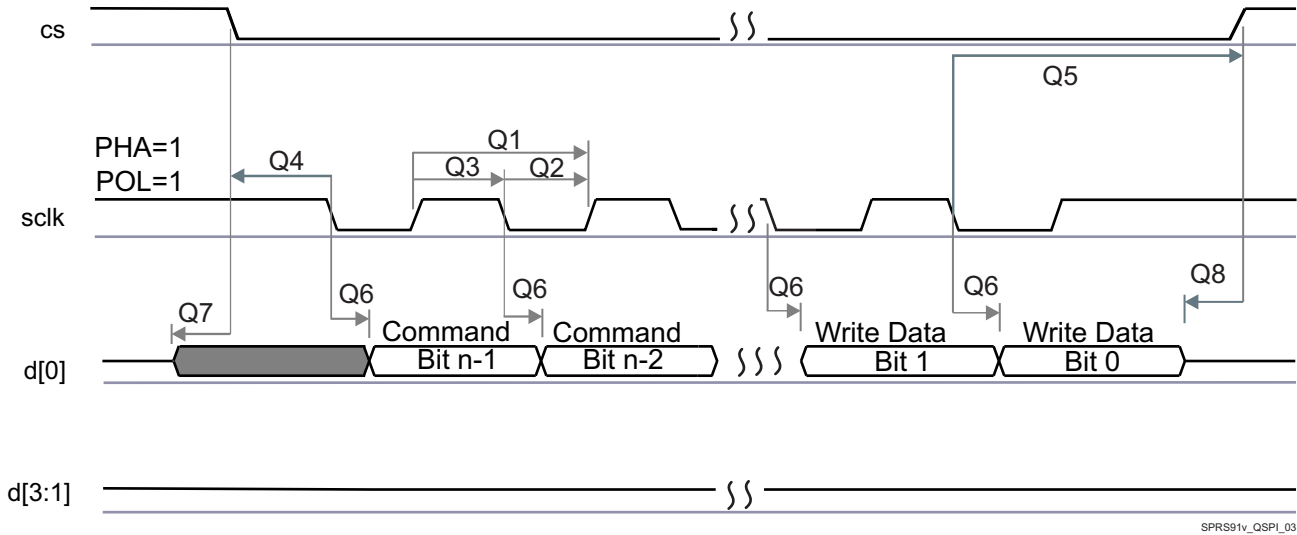 cs
Q5
PHA=1
POL=1
Q4
Q1
Q3
Q2
sclk
Q7
Q6
Q6
Q6
Q6
Q8
Command
Command
Write Data
Write Data
d[0]
Bit n-1
Bit n-2
Bit 1
Bit 0
d[3:1]
SPRS91v_QSPI_03